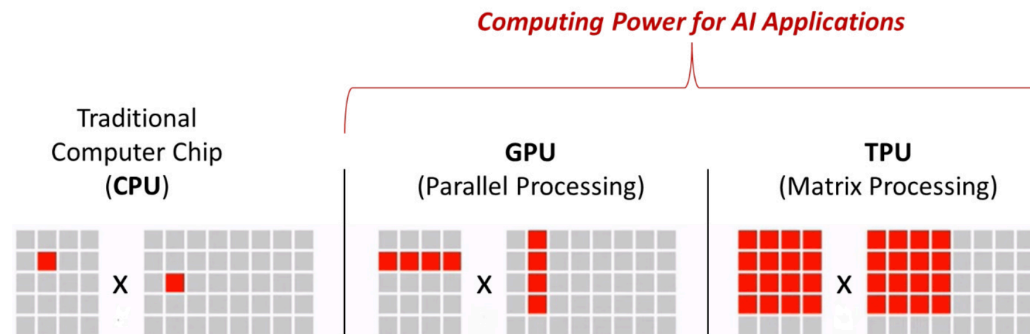 Computing Power for AI Applications
Traditional
Computer Chip
(CPU)
GPU
(Parallel Processing)
TPU
(Matrix Processing)
X
X
X